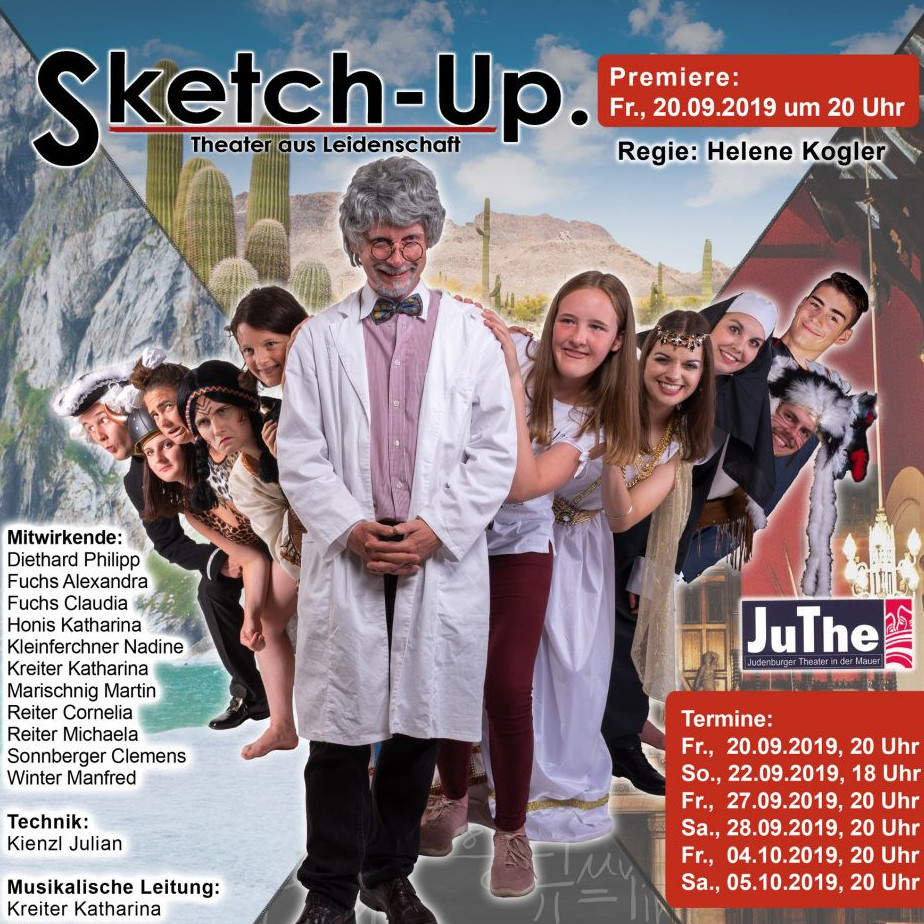 Sketch-Up.
Theater aus Leidenschaft
Premiere:
Fr., 20.09.2019 um 20 Uhr
Regie: Helene Kogler
Mitwirkende:
Diethard Philipp
Fuchs Alexandra
Fuchs Claudia
Honis Katharina
Kleinferchner Nadine
Kreiter Katharina
Marischnig Martin
Reiter Cornelia
Reiter Michaela
Sonnberger Clemens
Winter Manfred
Technik:
Kienzl Julian
Musikalische Leitung:
Kreiter Katharina
JuThe
Judenburger Theater in der Mauer
Termine:
Fr., 20.09.2019, 20 Uhr
So., 22.09.2019, 18 Uhr
Fr., 27.09.2019, 20 Uhr
Sa., 28.09.2019, 20 Uhr
Fr., 04.10.2019, 20 Uhr
Sa., 05.10.2019, 20 Uhr